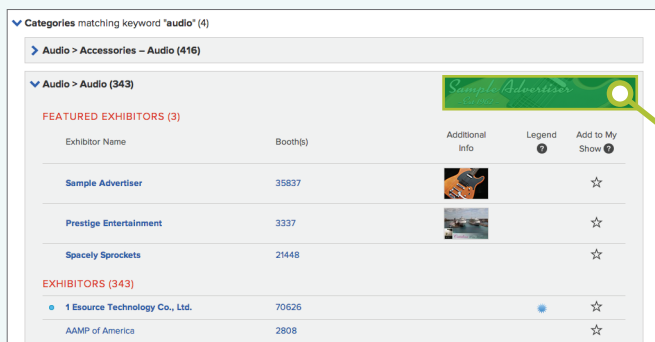 Categories matching keyword "audio" (4)
Audio > Accessories – Audio (416)
Audio > Audio (343)
Sample Advertiser
FEATURED EXHIBITORS (3)
Exhibitor Name Booth(s) Additional Info Legend ? Add to My Show ?
Sample Advertiser 35837
Prestige Entertainment 3337
Spacely Sprockets 21448
EXHIBITORS (343)
1 Esource Technology Co., Ltd. 70626
AAMP of America 2808